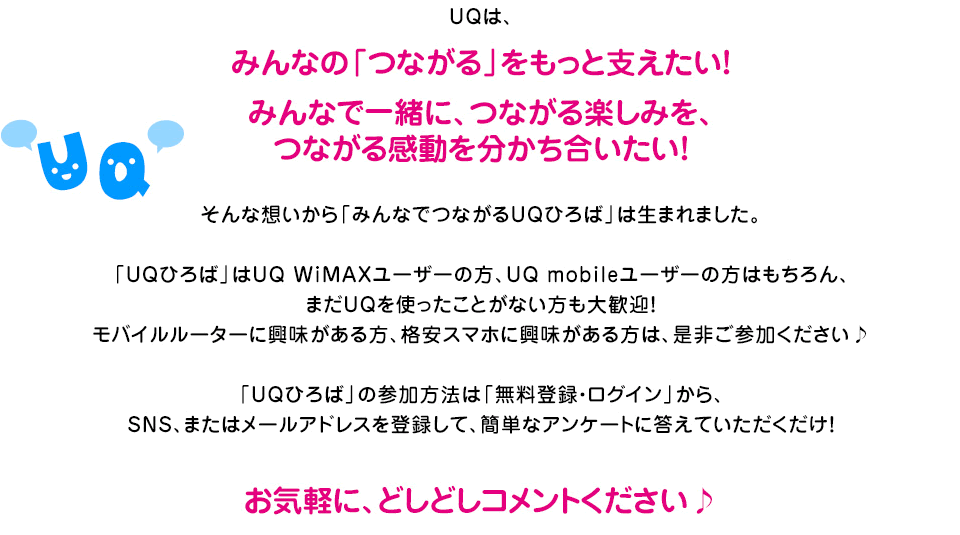 UQは、
みんなの「つながる」をもっと支えたい!
みんなで一緒に、つながる楽しみを、
つながる感動を分かち合いたい!
UQ
そんな想いから「みんなでつながるUQひろば」は生まれました。
「UQひろば」はUQ WiMAXユーザーの方、UQ mobileユーザーの方はもちろん、
まだUQを使ったことがない方も大歓迎!
モバイルルーターに興味がある方、格安スマホに興味がある方は、是非ご参加ください♪
「UQひろば」の参加方法は「無料登録・ログイン」から、
SNS、またはメールアドレスを登録して、簡単なアンケートに答えていただくだけ!
お気軽に、どしどしコメントください♪